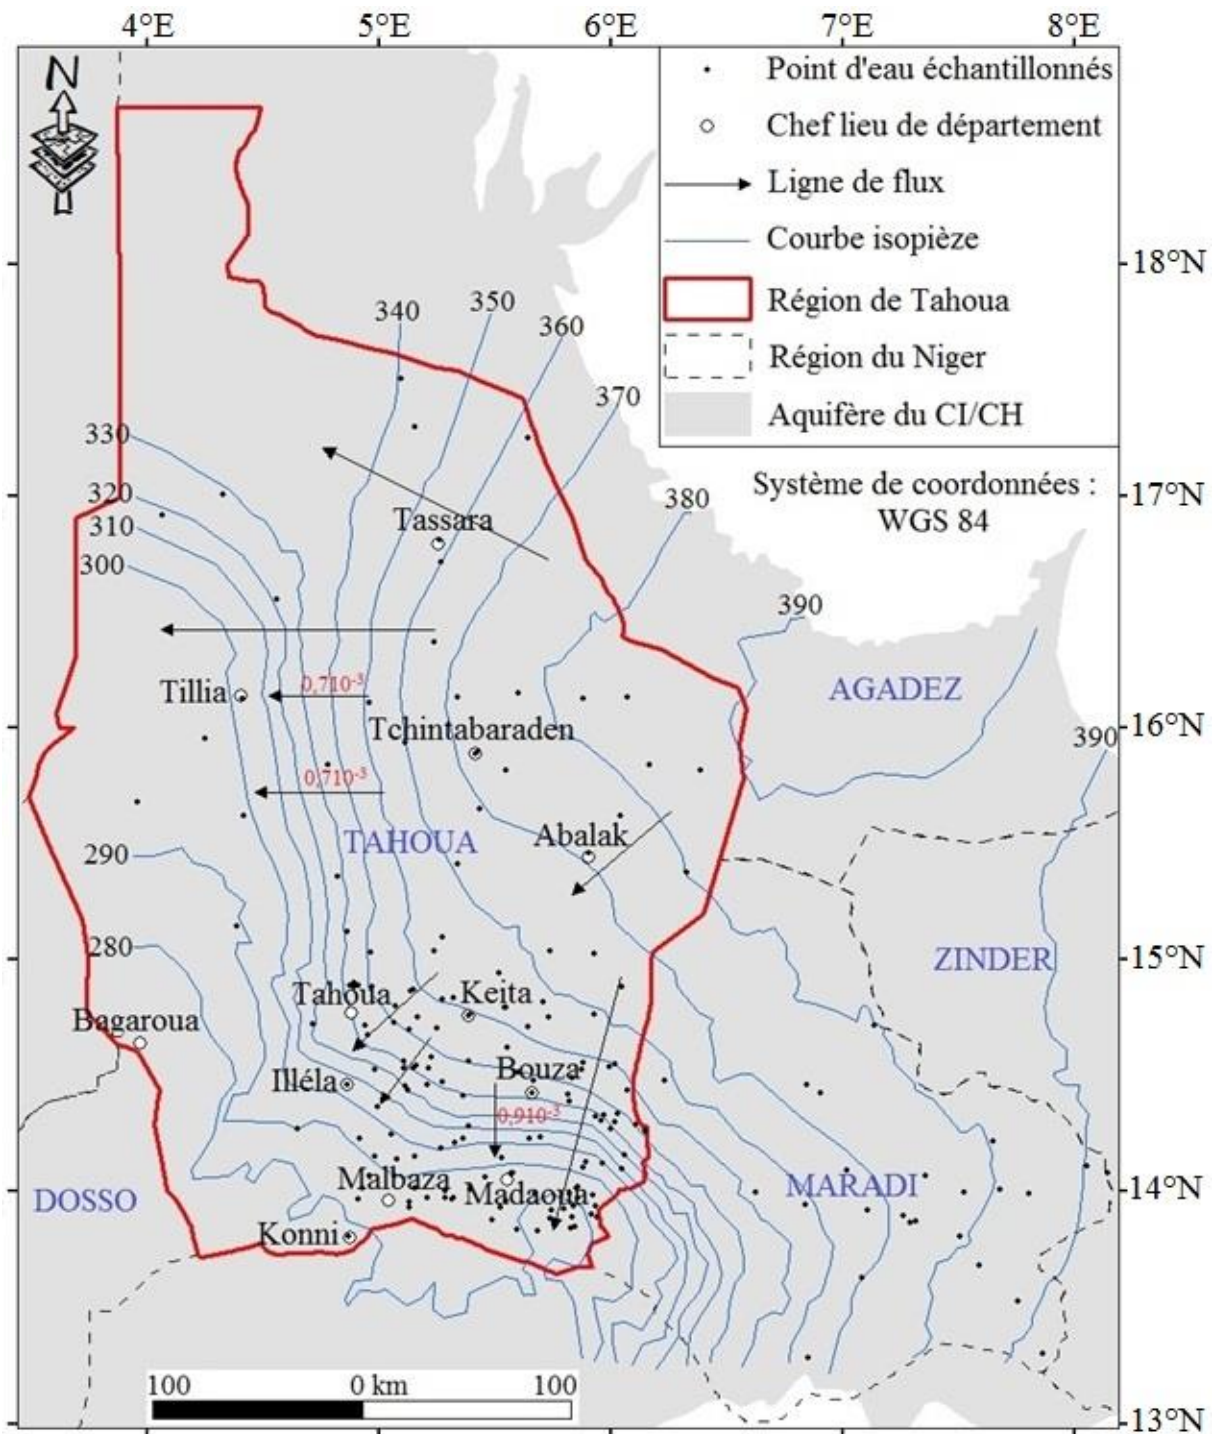 4°E 5°E 6°E 7°E 8°E
N
Point d'eau échantillonnés
Chef lieu de département
Ligne de flux
Courbe isopièze
Région de Tahoua
Région du Niger
Aquifère du CI/CH
Système de coordonnées :
WGS 84
18°N
17°N
16°N
15°N
14°N
13°N
340
350
360
370
380
390
390
330
320
310
300
290
280
Tassara
Tillia
0,710-3
Tchintabaraden
0,710-3
TAHOUA
Abalak
AGADEZ
ZINDER
Tahoua
Keita
Bagaroua
Illéla
Bouza
0,910-3
Malbaza
Madaoua
MARADI
DOSSO
Konni
100 0 km 100